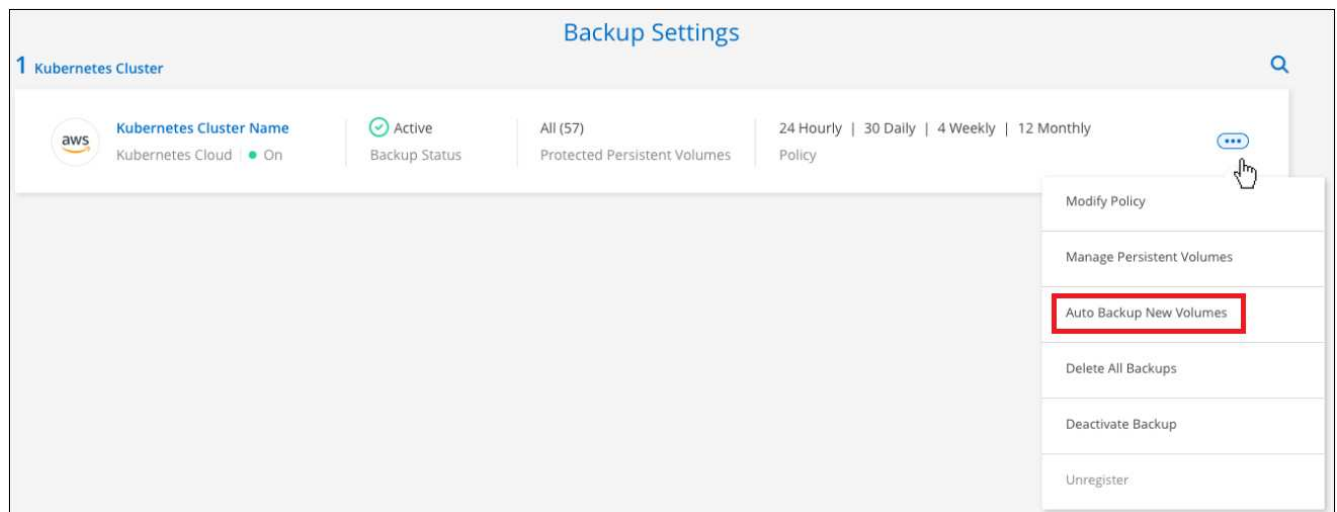 Backup Settings
1 Kubernetes Cluster
aws
Kubernetes Cluster Name
Kubernetes Cloud | On
Active
Backup Status
All (57)
Protected Persistent Volumes
24 Hourly | 30 Daily | 4 Weekly | 12 Monthly
Policy
Modify Policy
Manage Persistent Volumes
Auto Backup New Volumes
Delete All Backups
Deactivate Backup
Unregister